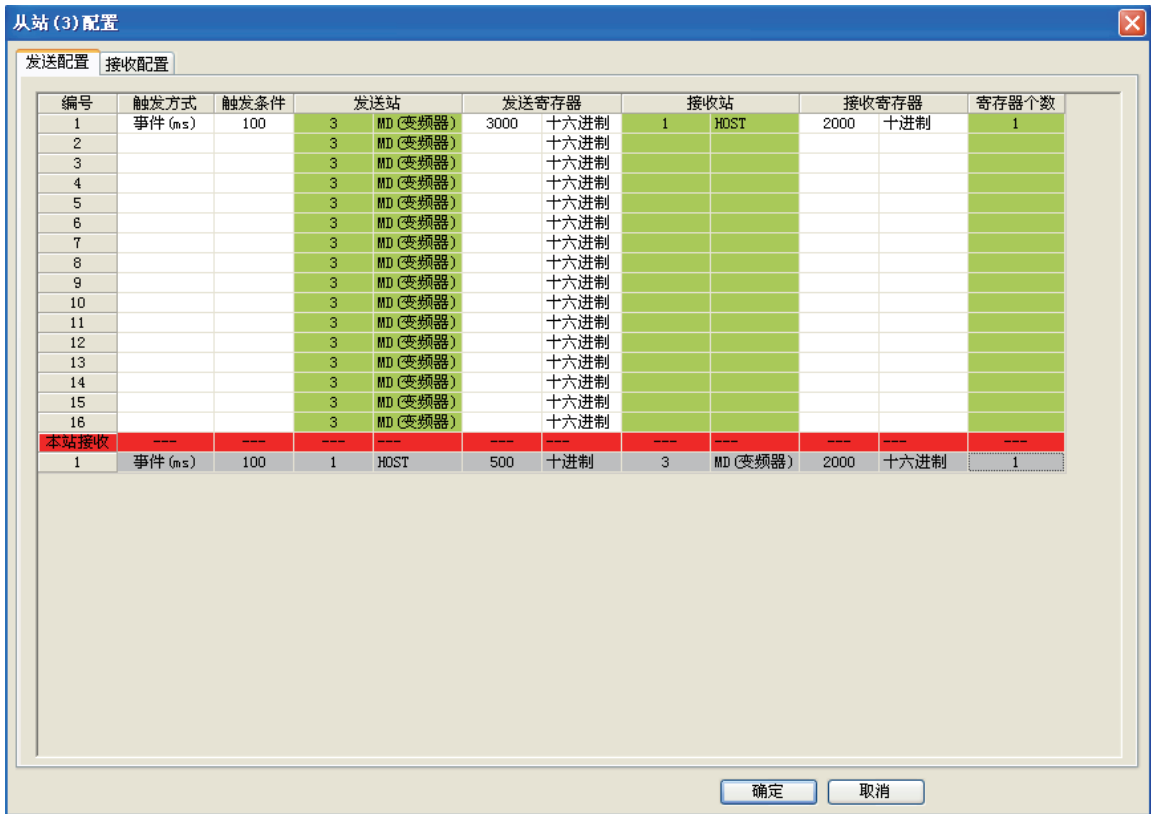 从站(3)配置
发送配置 接收配置
编号 触发方式 触发条件 发送站 发送寄存器 接收站 接收寄存器 寄存器个数
1 事件(ms) 100 3 MD(变频器) 3000 十六进制 1 HOST 2000 十进制 1
2 3 MD(变频器) 十六进制
3 3 MD(变频器) 十六进制
4 3 MD(变频器) 十六进制
5 3 MD(变频器) 十六进制
6 3 MD(变频器) 十六进制
7 3 MD(变频器) 十六进制
8 3 MD(变频器) 十六进制
9 3 MD(变频器) 十六进制
10 3 MD(变频器) 十六进制
11 3 MD(变频器) 十六进制
12 3 MD(变频器) 十六进制
13 3 MD(变频器) 十六进制
14 3 MD(变频器) 十六进制
15 3 MD(变频器) 十六进制
16 3 MD(变频器) 十六进制
本站接收 --- --- --- --- --- --- --- --- --- --- ---
1 事件(ms) 100 1 HOST 500 十进制 3 MD(变频器) 2000 十六进制 1
确定 取消